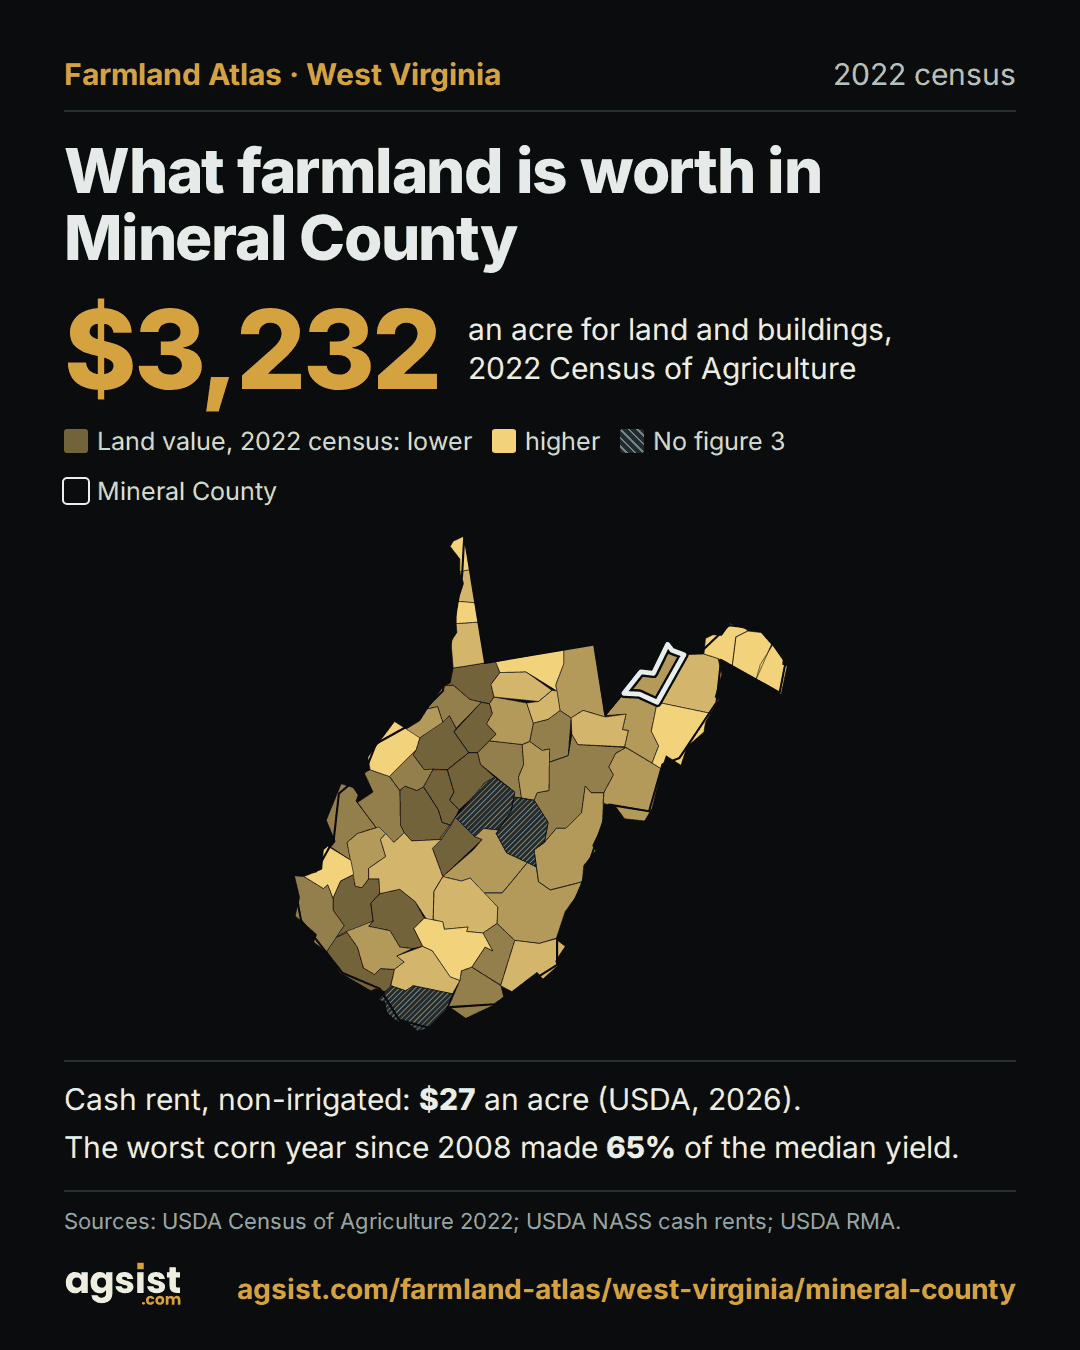 Farmland Atlas · West Virginia
2022 census
What farmland is worth in
Mineral County
$3,232
an acre for land and buildings,
2022 Census of Agriculture
Land value, 2022 census: lower
higher
No figure 3
Mineral County
Cash rent, non-irrigated: $27 an acre (USDA, 2026).
The worst corn year since 2008 made 65% of the median yield.
Sources: USDA Census of Agriculture 2022; USDA NASS cash rents; USDA RMA.
agsist
.com
agsist.com/farmland-atlas/west-virginia/mineral-county